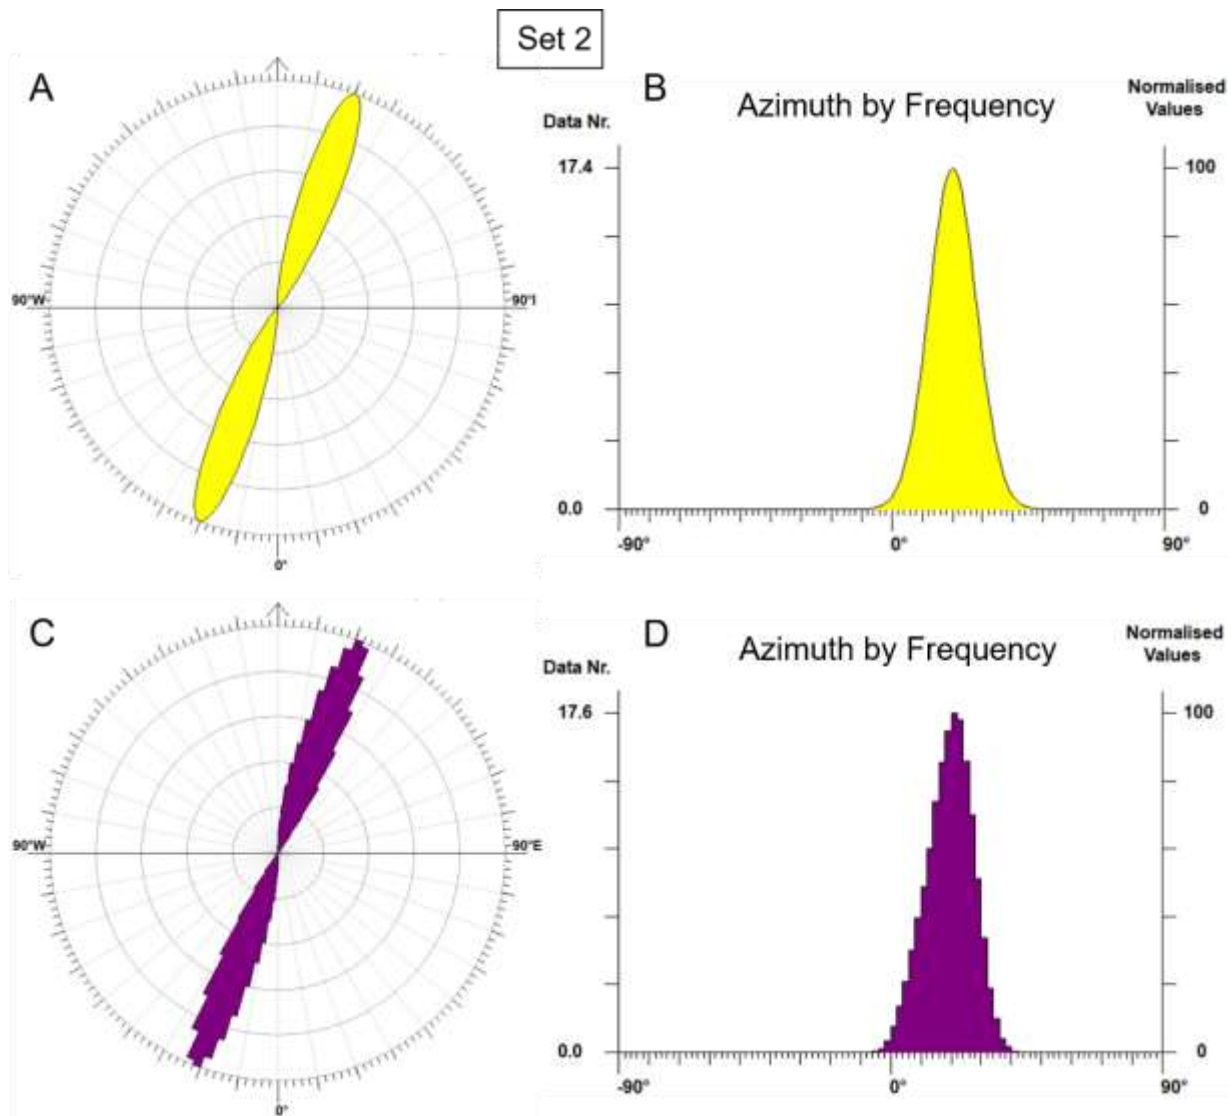 Set 2
A
90°W
90°I
0°
B
Azimuth by Frequency
Data Nr.
Normalised
Values
17.4
100
0.0
0
-90°
0°
90°
C
90°W
90°E
0°
D
Azimuth by Frequency
Data Nr.
Normalised
Values
17.6
100
0.0
0
-90°
0°
90°